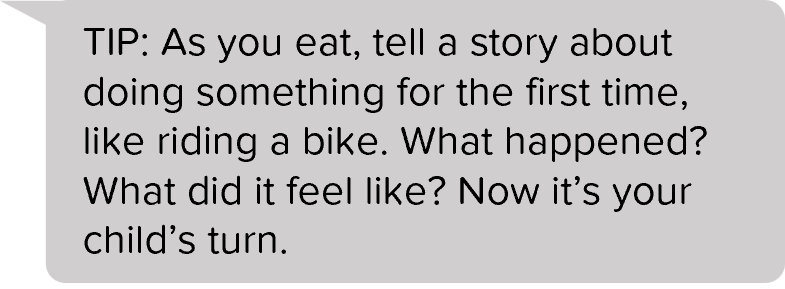 TIP: As you eat, tell a story about
doing something for the first time,
like riding a bike. What happened?
What did it feel like? Now it’s your
child’s turn.